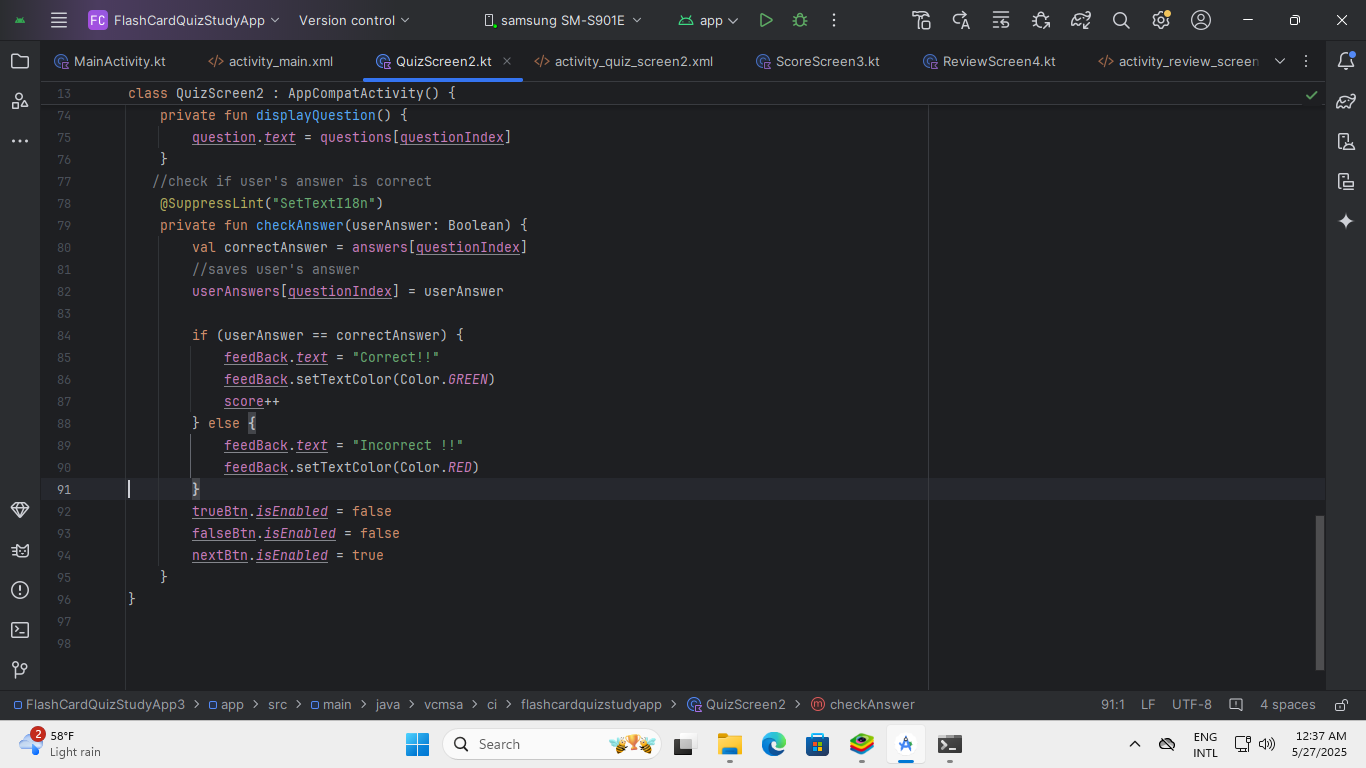 FC FlashCardQuizStudyApp Version control samsung SM-S901E app
MainActivity.kt activity_main.xml QuizScreen2.kt activity_quiz_screen2.xml ScoreScreen3.kt ReviewScreen4.kt activity_review_screen
13 class QuizScreen2 : AppCompatActivity() {
74 private fun displayQuestion() {
75 question.text = questions[questionIndex]
76 }
77 //check if user's answer is correct
78 @SuppressLint("SetTextI18n")
79 private fun checkAnswer(userAnswer: Boolean) {
80 val correctAnswer = answers[questionIndex]
81 //saves user's answer
82 userAnswers[questionIndex] = userAnswer
83
84 if (userAnswer == correctAnswer) {
85 feedBack.text = "Correct!!"
86 feedBack.setTextColor(Color.GREEN)
87 score++
88 } else {
89 feedBack.text = "Incorrect !!"
90 feedBack.setTextColor(Color.RED)
91 }
92 trueBtn.isEnabled = false
93 falseBtn.isEnabled = false
94 nextBtn.isEnabled = true
95 }
96 }
97
98
FlashCardQuizStudyApp3 > app > src > main > java > vcmsa > ci > flashcardquizstudyapp > QuizScreen2 > m checkAnswer 91:1 LF UTF-8 4 spaces
2 58°F
Light rain
Search
ENG
INTL
12:37 AM
5/27/2025